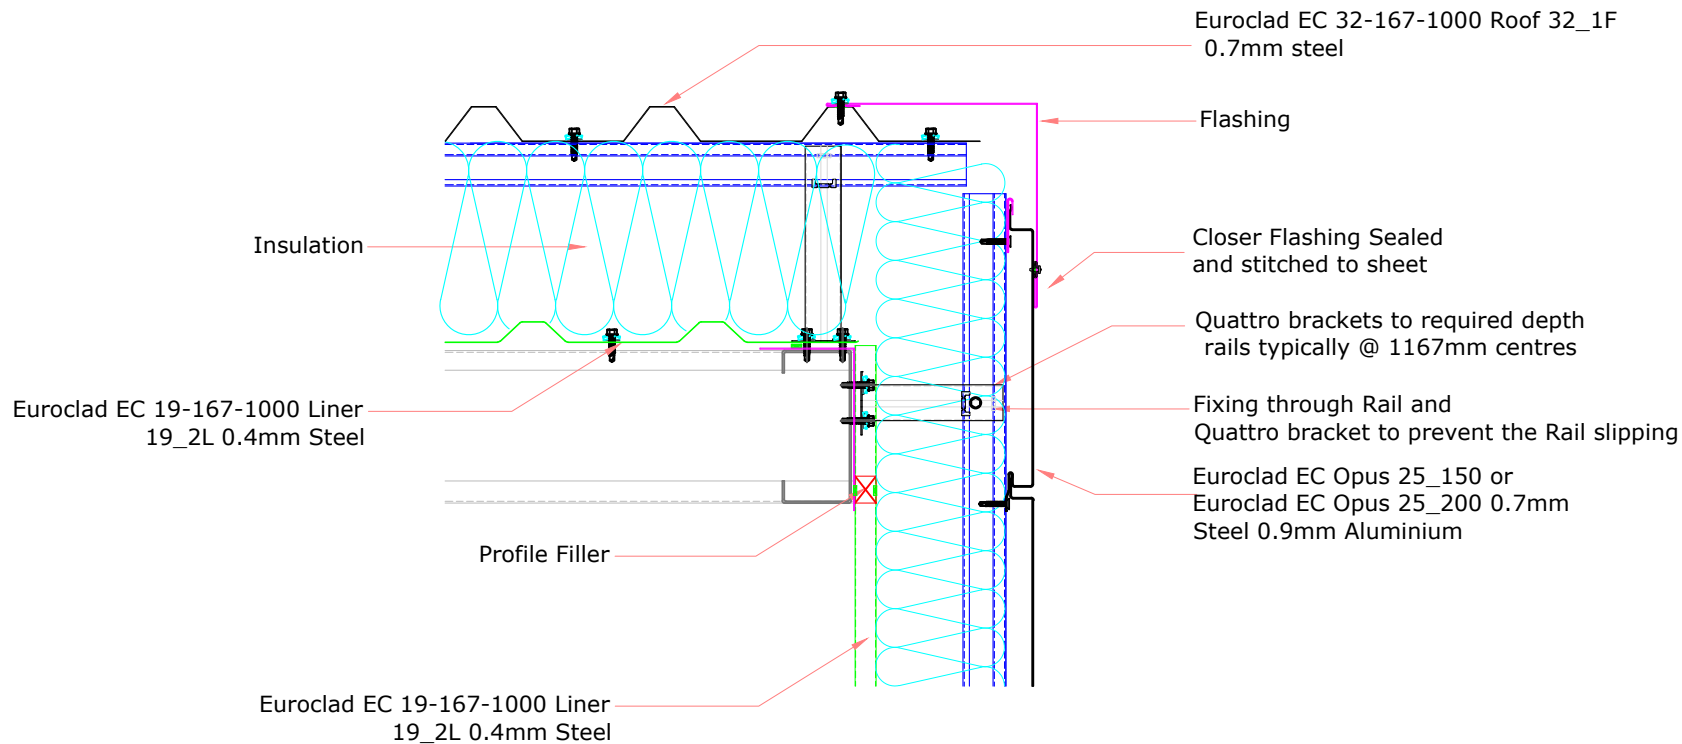 Euroclad EC 32-167-1000 Roof 32_1F
0.7mm steel
Flashing
Insulation
Closer Flashing Sealed
and stitched to sheet
Quattro brackets to required depth
rails typically @ 1167mm centres
Euroclad EC 19-167-1000 Liner
19_2L 0.4mm Steel
Fixing through Rail and
Quattro bracket to prevent the Rail slipping
Euroclad EC Opus 25_150 or
Euroclad EC Opus 25_200 0.7mm
Steel 0.9mm Aluminium
Profile Filler
Euroclad EC 19-167-1000 Liner
19_2L 0.4mm Steel